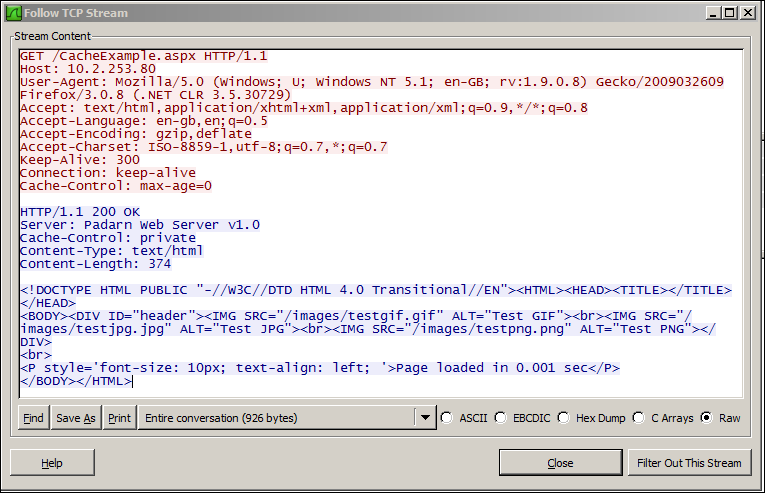 Follow TCP Stream
Stream Content
GET /CacheExample.aspx HTTP/1.1
Host: 10.2.253.80
User-Agent: Mozilla/5.0 (Windows; U; Windows NT 5.1; en-GB; rv:1.9.0.8) Gecko/2009032609
Firefox/3.0.8 (.NET CLR 3.5.30729)
Accept: text/html,application/xhtml+xml,application/xml;q=0.9,*/*;q=0.8
Accept-Language: en-gb,en;q=0.5
Accept-Encoding: gzip,deflate
Accept-Charset: ISO-8859-1,utf-8;q=0.7,*;q=0.7
Keep-Alive: 300
Connection: keep-alive
Cache-Control: max-age=0
HTTP/1.1 200 OK
Server: Padarn Web Server v1.0
Cache-Control: private
Content-Type: text/html
Content-Length: 374
<!DOCTYPE HTML PUBLIC "-//W3C//DTD HTML 4.0 Transitional//EN"><HTML><HEAD><TITLE></TITLE>
</HEAD>
<BODY><DIV ID="header"><IMG SRC="/images/testgif.gif" ALT="Test GIF"><br><IMG SRC="/
images/testjpg.jpg" ALT="Test JPG"><br><IMG SRC="/images/testpng.png" ALT="Test PNG"></
DIV>
<br>
<P style='font-size: 10px; text-align: left; '>Page loaded in 0.001 sec</P>
</BODY></HTML>
Find Save As Print Entire conversation (926 bytes) ASCII EBCDIC Hex Dump C Arrays Raw
Help Close Filter Out This Stream